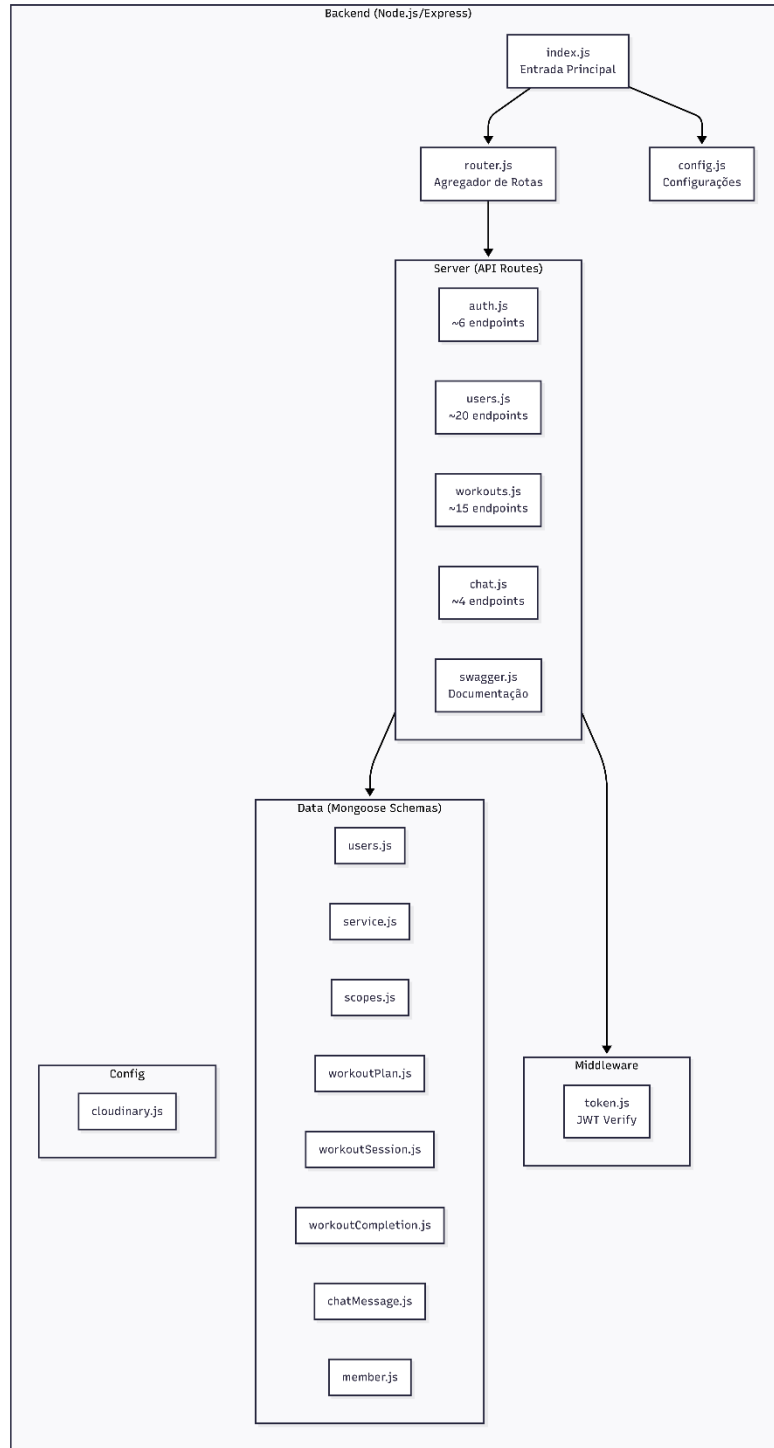 Backend (Node.js/Express)
index.js
Entrada Principal
router.js
Agregador de Rotas
config.js
Configurações
Server (API Routes)
auth.js
~6 endpoints
users.js
~20 endpoints
workouts.js
~15 endpoints
chat.js
~4 endpoints
swagger.js
Documentação
Data (Mongoose Schemas)
users.js
service.js
scopes.js
workoutPlan.js
workoutSession.js
workoutCompletion.js
chatMessage.js
member.js
Config
cloudinary.js
Middleware
token.js
JWT Verify